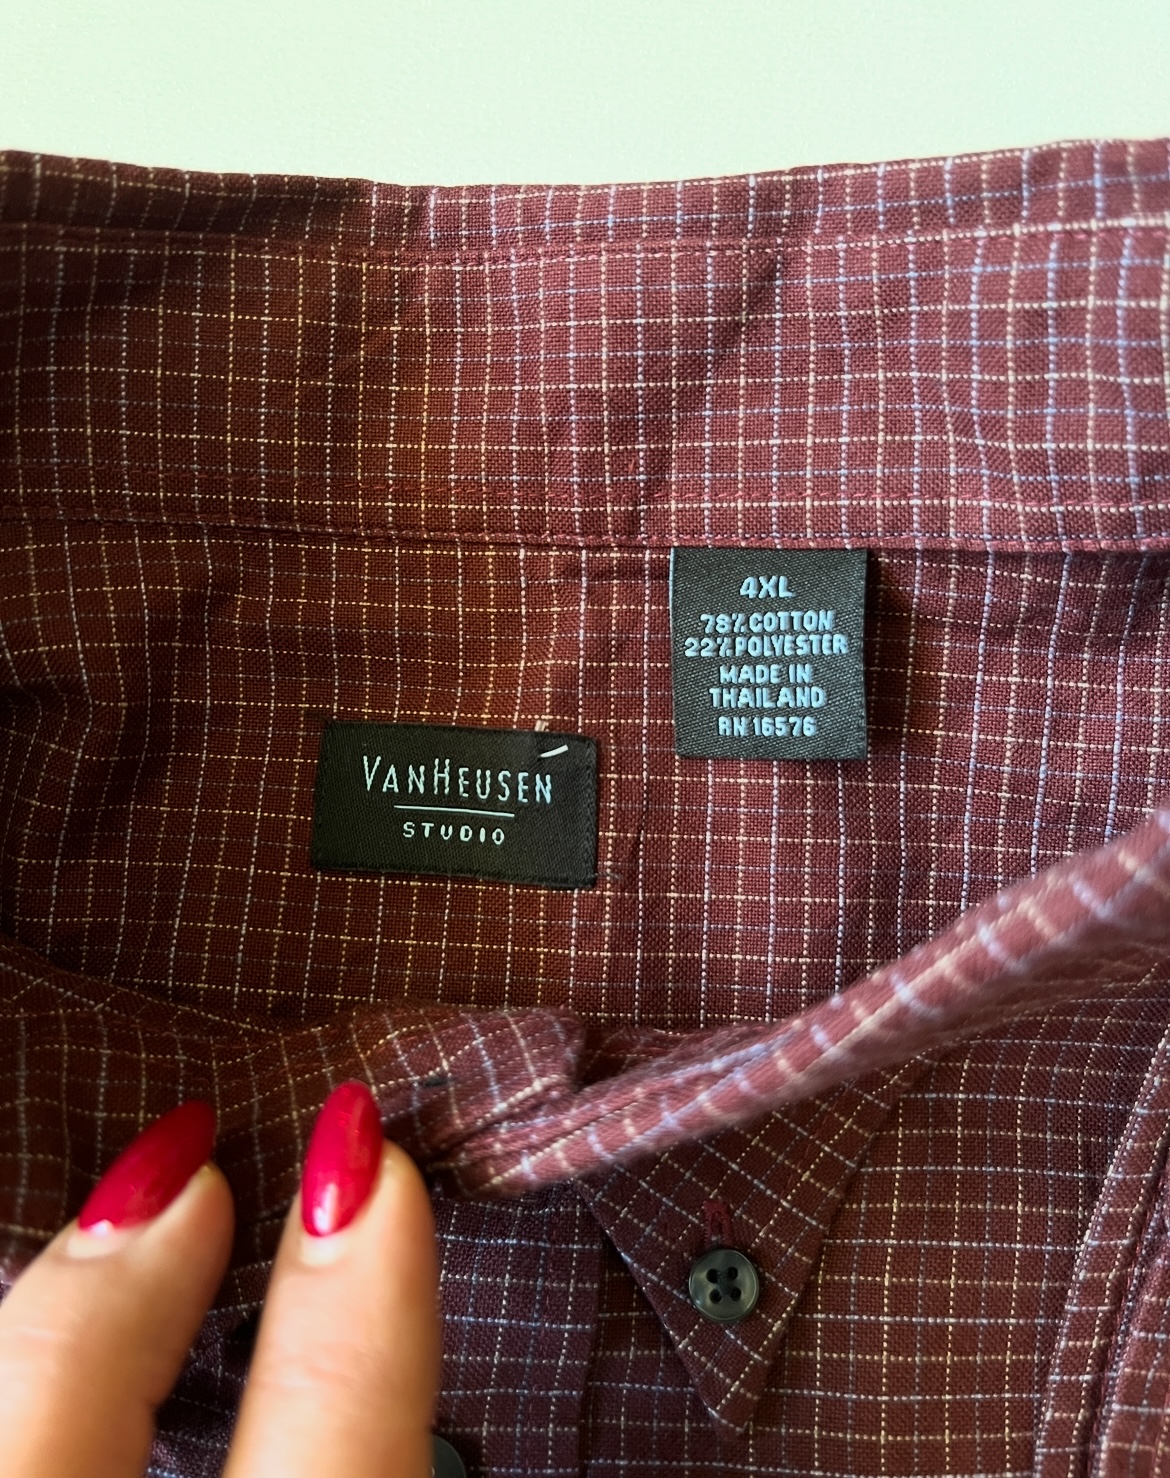 4XL
78% COTTON
22% POLYESTER
MADE IN
THAILAND
RN 16576
VANHEUSEN
STUDIO